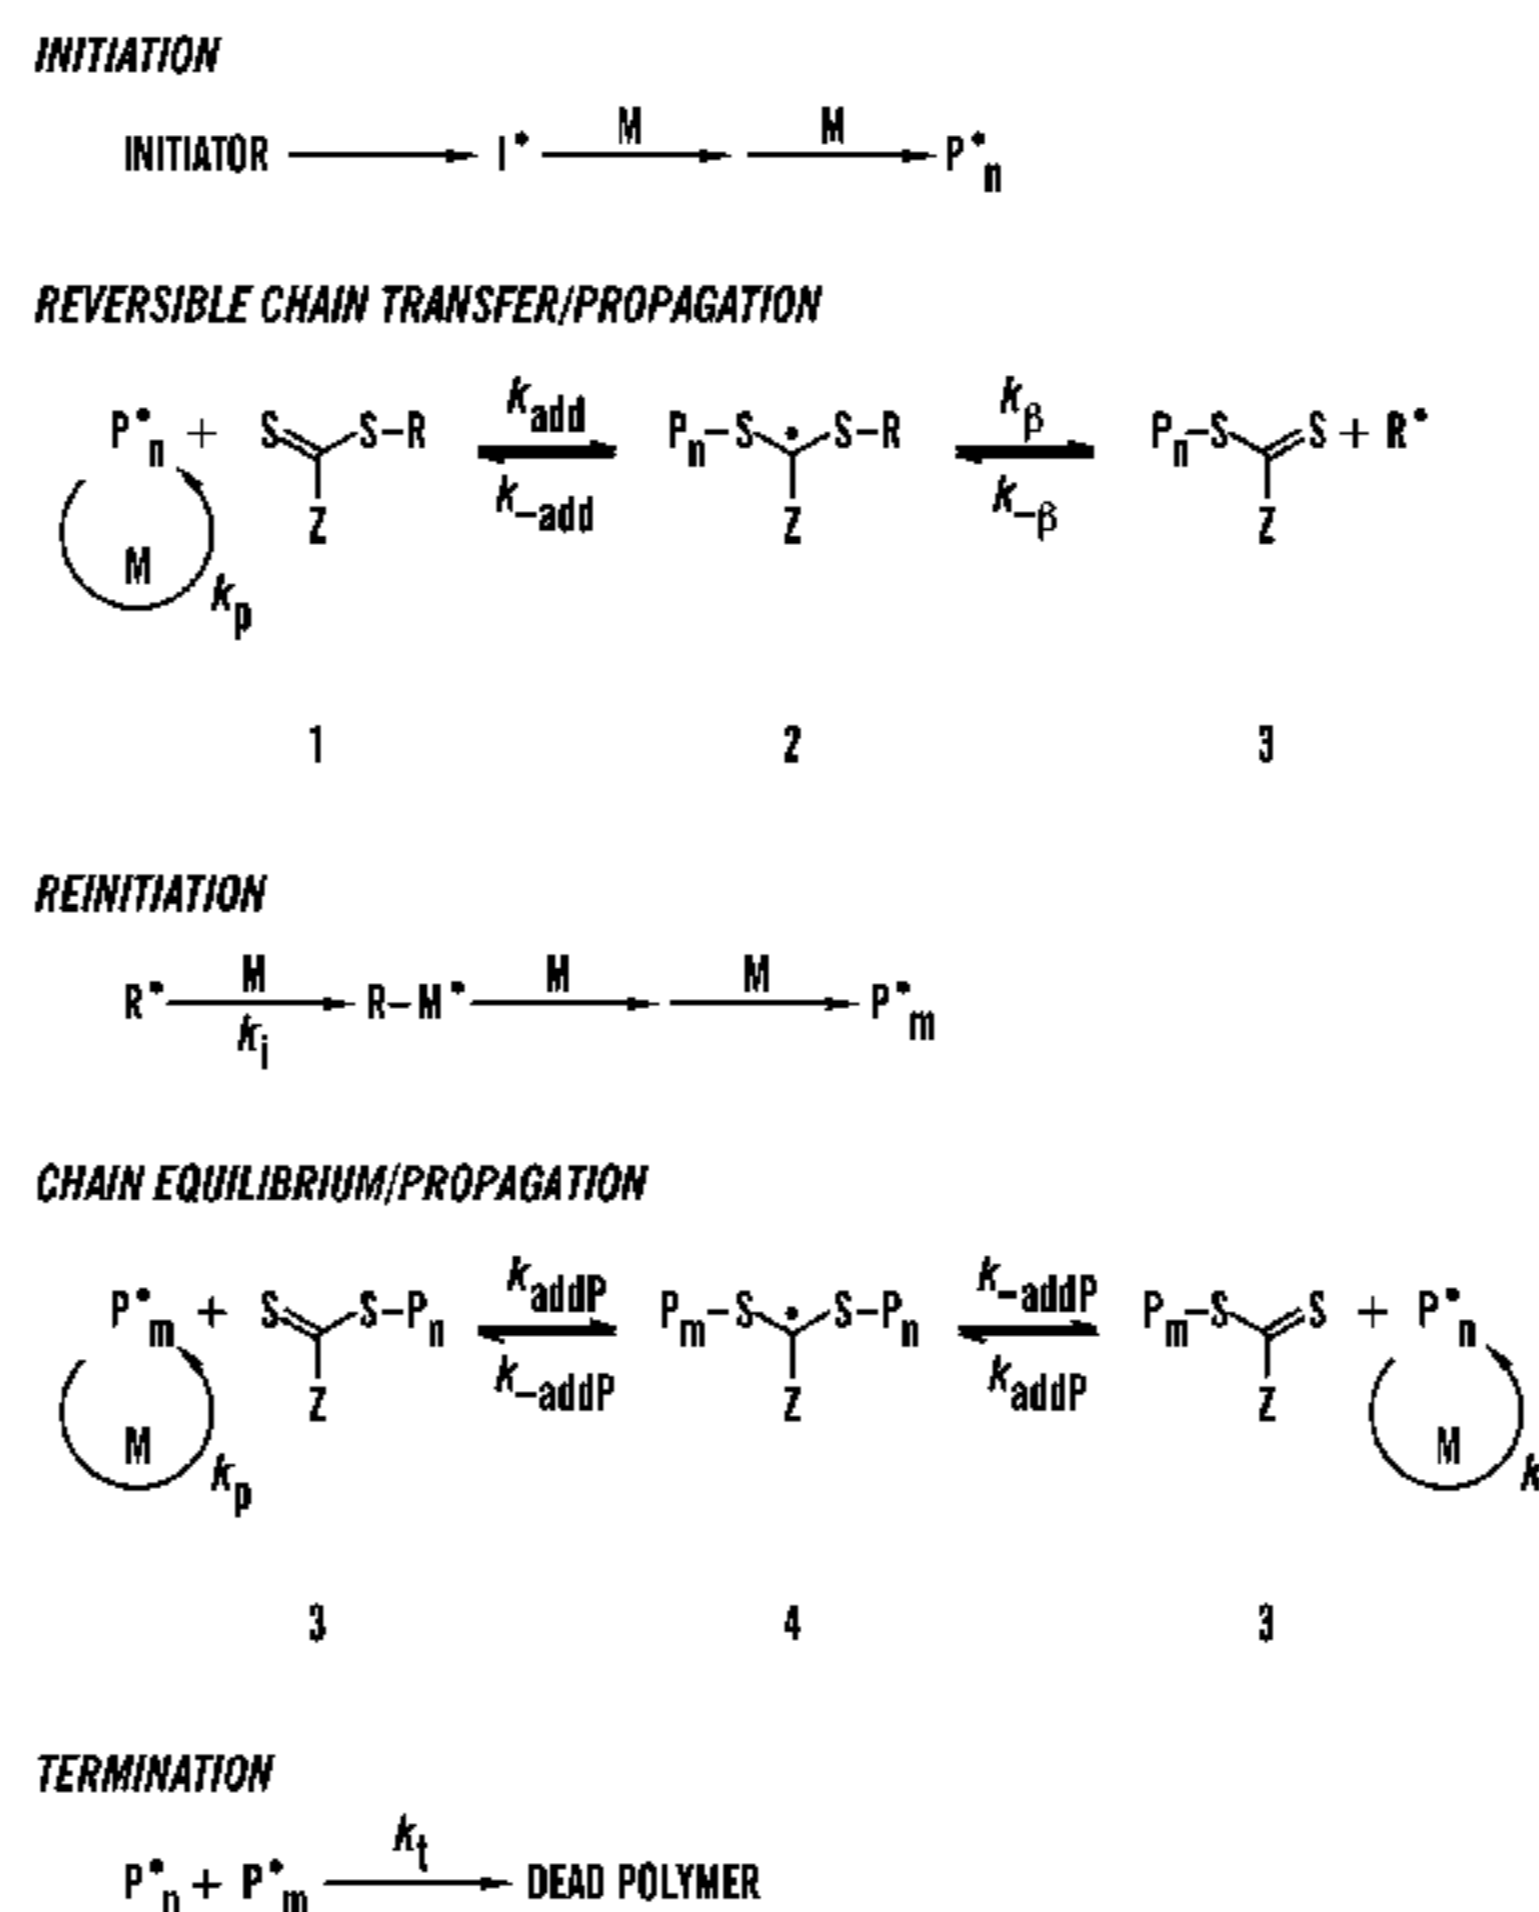 INITIATION
M M
INITIATOR I• P•n
REVERSIBLE CHAIN TRANSFER/PROPAGATION
kadd kβ
P•n + S S–R Pn–S • S–R Pn–S S + R•
k–add k–β
Z Z Z
M
kp
1 2 3
REINITIATION
M M M
R• R–M• P•m
ki
CHAIN EQUILIBRIUM/PROPAGATION
kaddP k–addP
P•m + S S–Pn Pm–S • S–Pn Pm–S S + P•n
k–addP kaddP
Z Z Z
M M
kp k
3 4 3
TERMINATION
kt
P•n + P•m DEAD POLYMER